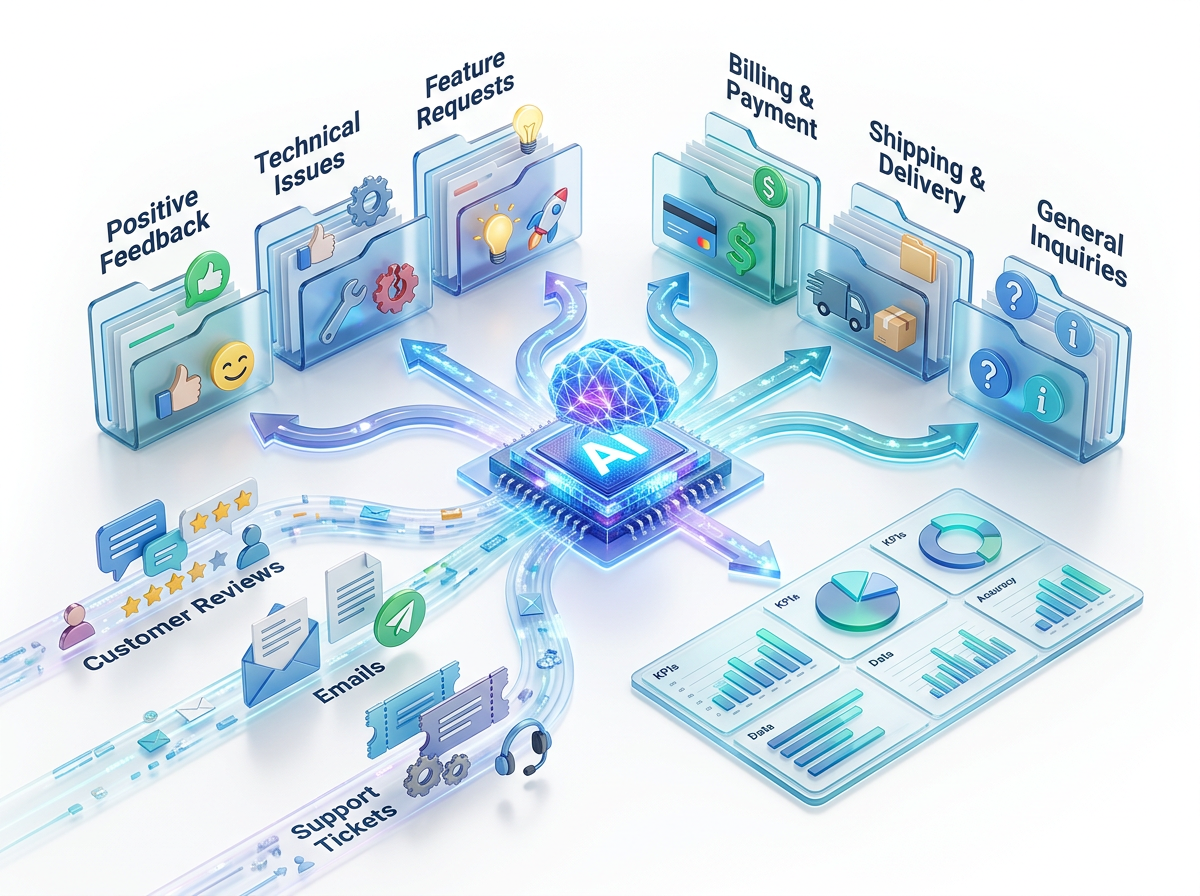 Feature
Requests
Billing &
Payment
Technical
Issues
Shipping &
Delivery
Positive
Feedback
General
Inquiries
$
$
?
i
?
i
AI
Customer Reviews
Emails
Support
Tickets
KPIs
KPIs
Accuracy
KPIs
Data
Data